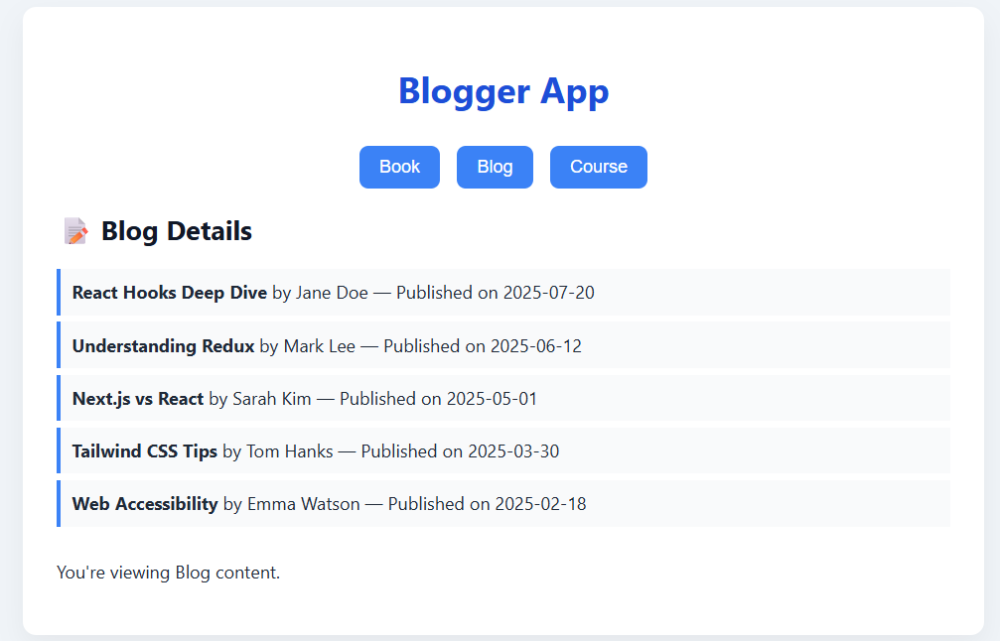 Blogger App
Book Blog Course
Blog Details
React Hooks Deep Dive by Jane Doe — Published on 2025-07-20
Understanding Redux by Mark Lee — Published on 2025-06-12
Next.js vs React by Sarah Kim — Published on 2025-05-01
Tailwind CSS Tips by Tom Hanks — Published on 2025-03-30
Web Accessibility by Emma Watson — Published on 2025-02-18
You're viewing Blog content.